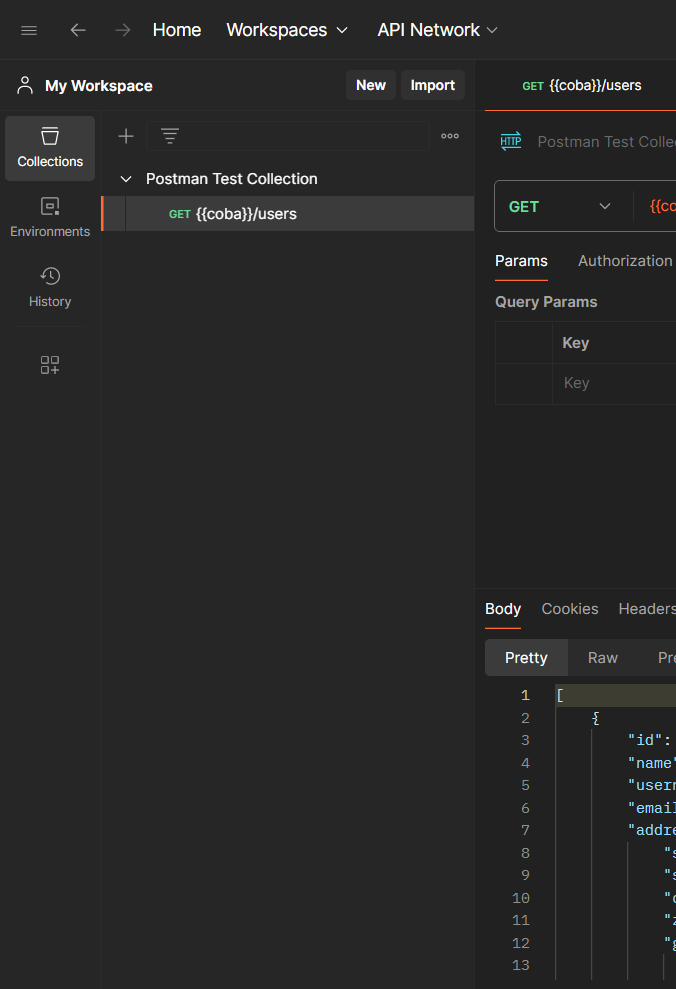 Home Workspaces API Network
My Workspace New Import
GET {{coba}}/users
Collections
Environments
History
Postman Test Collection
GET {{coba}}/users
HTTP Postman Test Colle
GET {{co
Params Authorization
Query Params
Key
Key
Body Cookies Headers
Pretty Raw Pre
1 [
2 {
3 "id":
4 "name"
5 "usern
6 "email
7 "addre
8 "s
9 "s
10 "c
11 "z
12 "g
13